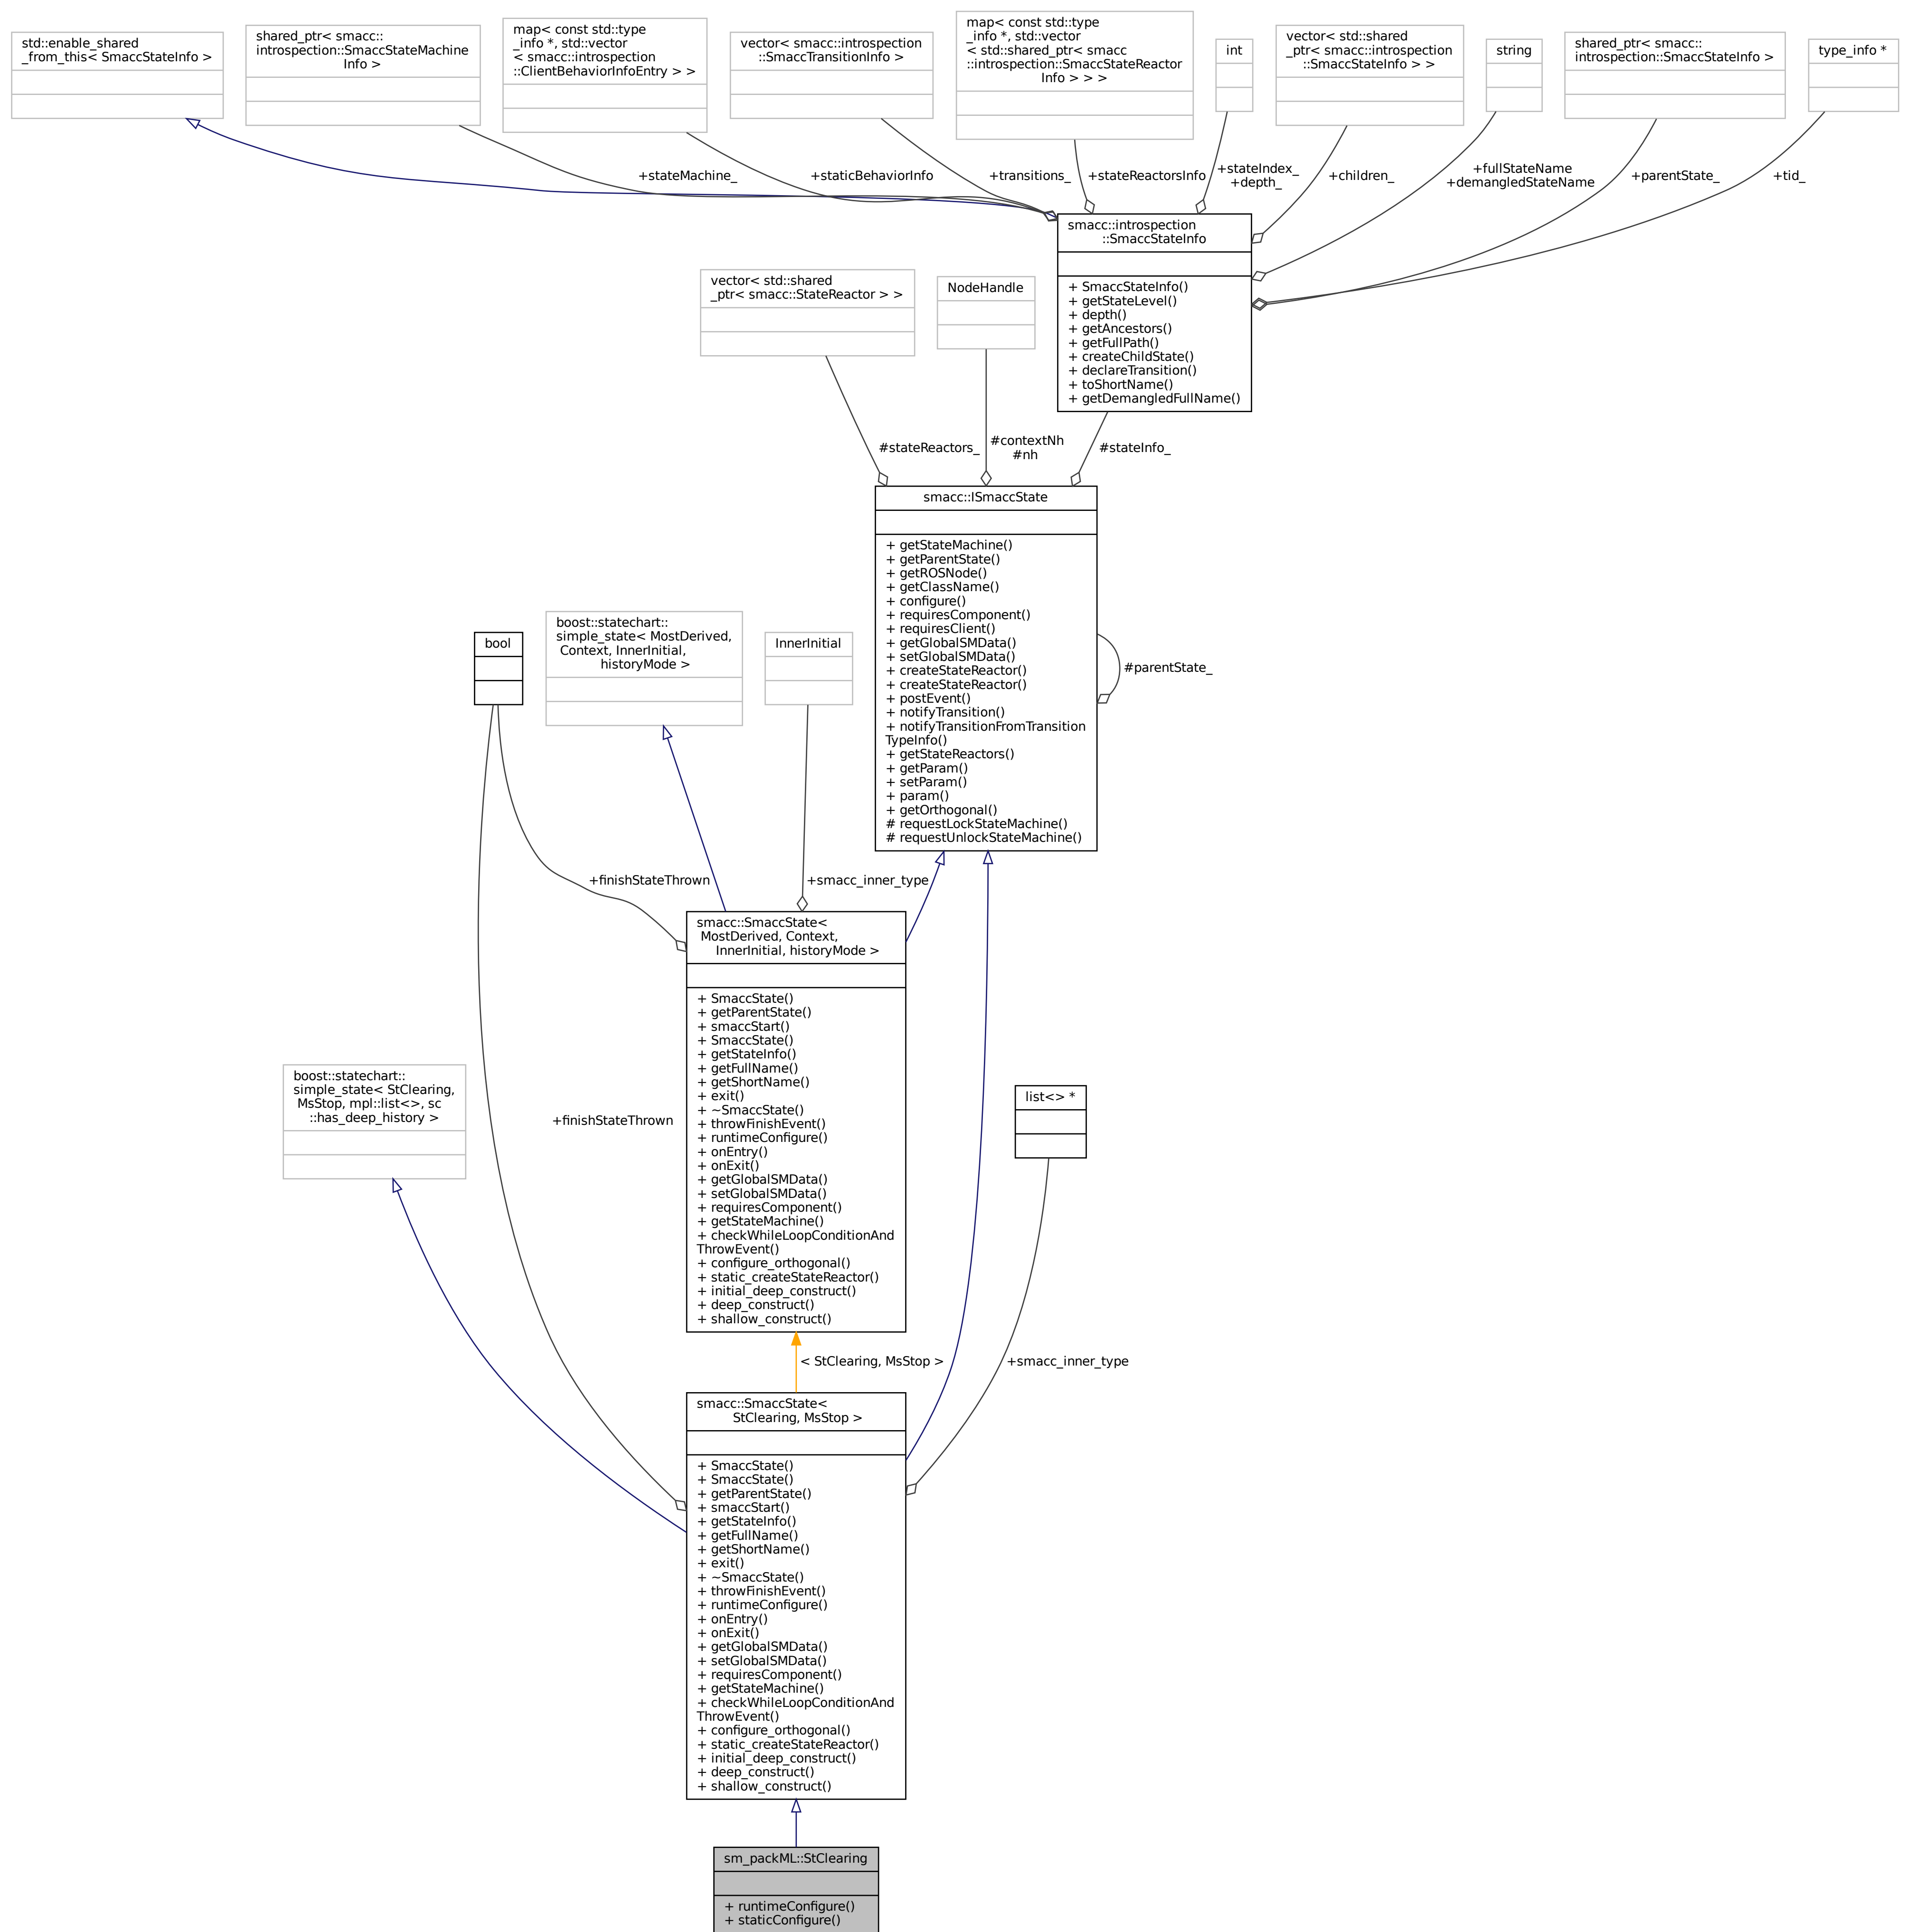 std::enable_shared
_from_this< SmaccStateInfo >
shared_ptr< smacc::
introspection::SmaccStateMachine
Info >
map< const std::type
_info *, std::vector
< smacc::introspection
::ClientBehaviorInfoEntry > >
vector< smacc::introspection
::SmaccTransitionInfo >
map< const std::type
_info *, std::vector
< std::shared_ptr< smacc
::introspection::SmaccStateReactor
Info > > >
int
vector< std::shared
_ptr< smacc::introspection
::SmaccStateInfo > >
string
shared_ptr< smacc::
introspection::SmaccStateInfo >
type_info *
+stateMachine_
+staticBehaviorInfo
+transitions_
+stateReactorsInfo
+stateIndex_
+depth_
+children_
+fullStateName
+demangledStateName
+parentState_
+tid_
smacc::introspection
::SmaccStateInfo
+ SmaccStateInfo()
+ getStateLevel()
+ depth()
+ getAncestors()
+ getFullPath()
+ createChildState()
+ declareTransition()
+ toShortName()
+ getDemangledFullName()
vector< std::shared
_ptr< smacc::StateReactor > >
NodeHandle
#stateReactors_
#contextNh
#nh
#stateInfo_
smacc::ISmaccState
+ getStateMachine()
+ getParentState()
+ getROSNode()
+ getClassName()
+ configure()
+ requiresComponent()
+ requiresClient()
+ getGlobalSMData()
+ setGlobalSMData()
+ createStateReactor()
+ createStateReactor()
+ postEvent()
+ notifyTransition()
+ notifyTransitionFromTransition
TypeInfo()
+ getStateReactors()
+ getParam()
+ setParam()
+ param()
+ getOrthogonal()
# requestLockStateMachine()
# requestUnlockStateMachine()
#parentState_
bool
boost::statechart::
simple_state< MostDerived,
Context, InnerInitial,
historyMode >
InnerInitial
+finishStateThrown
+smacc_inner_type
smacc::SmaccState<
MostDerived, Context,
InnerInitial, historyMode >
+ SmaccState()
+ getParentState()
+ smaccStart()
+ SmaccState()
+ getStateInfo()
+ getFullName()
+ getShortName()
+ exit()
+ ~SmaccState()
+ throwFinishEvent()
+ runtimeConfigure()
+ onEntry()
+ onExit()
+ getGlobalSMData()
+ setGlobalSMData()
+ requiresComponent()
+ getStateMachine()
+ checkWhileLoopConditionAnd
ThrowEvent()
+ configure_orthogonal()
+ static_createStateReactor()
+ initial_deep_construct()
+ deep_construct()
+ shallow_construct()
boost::statechart::
simple_state< StClearing,
MsStop, mpl::list<>, sc
::has_deep_history >
+finishStateThrown
list<> *
< StClearing, MsStop >
+smacc_inner_type
smacc::SmaccState<
StClearing, MsStop >
+ SmaccState()
+ SmaccState()
+ getParentState()
+ smaccStart()
+ getStateInfo()
+ getFullName()
+ getShortName()
+ exit()
+ ~SmaccState()
+ throwFinishEvent()
+ runtimeConfigure()
+ onEntry()
+ onExit()
+ getGlobalSMData()
+ setGlobalSMData()
+ requiresComponent()
+ getStateMachine()
+ checkWhileLoopConditionAnd
ThrowEvent()
+ configure_orthogonal()
+ static_createStateReactor()
+ initial_deep_construct()
+ deep_construct()
+ shallow_construct()
sm_packML::StClearing
+ runtimeConfigure()
+ staticConfigure()